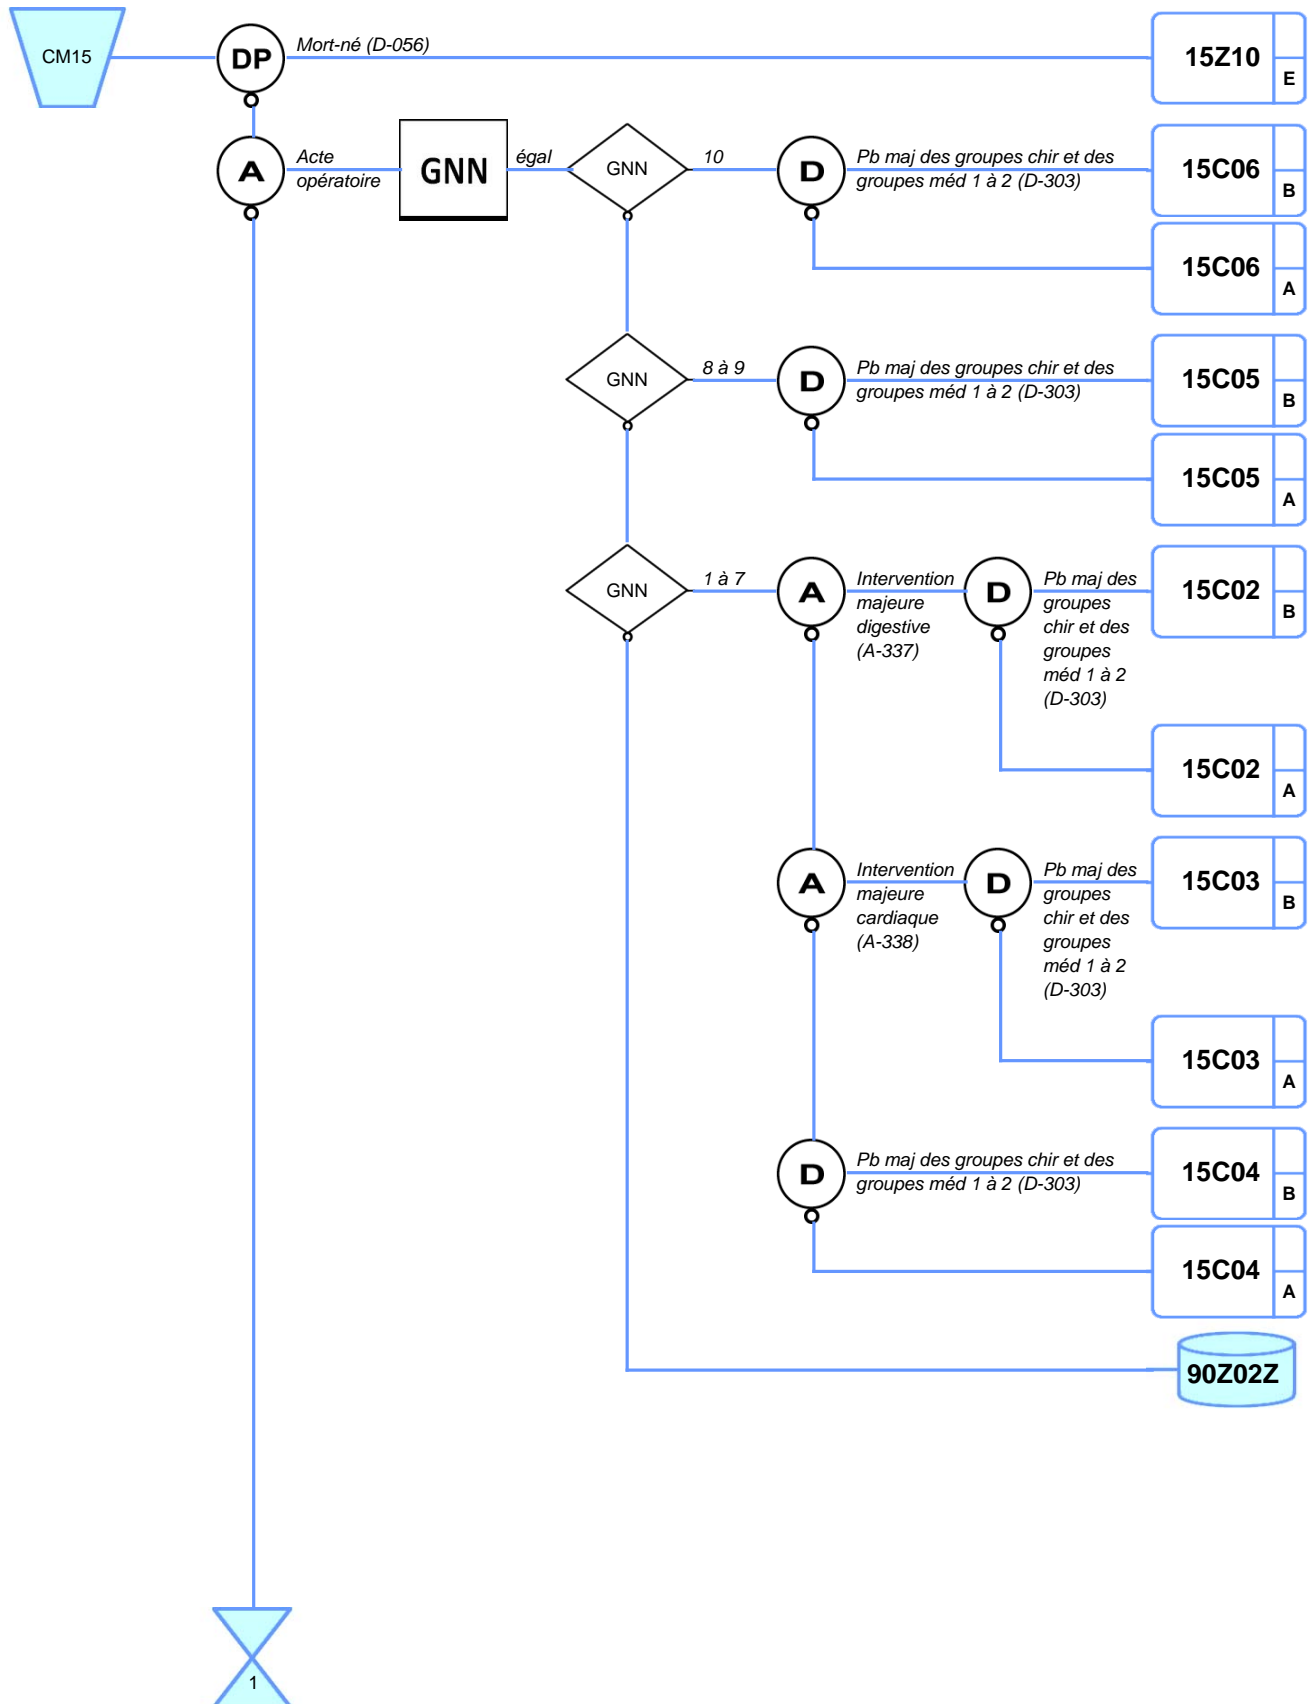 CM15
DP
Mort-né (D-056)
15Z10
E
A
Acte
opératoire
GNN
égal
GNN
10
D
Pb maj des groupes chir et des
groupes méd 1 à 2 (D-303)
15C06
B
15C06
A
GNN
8 à 9
D
Pb maj des groupes chir et des
groupes méd 1 à 2 (D-303)
15C05
B
15C05
A
GNN
1 à 7
A
Intervention
majeure
digestive
(A-337)
D
Pb maj des
groupes
chir et des
groupes
méd 1 à 2
(D-303)
15C02
B
15C02
A
A
Intervention
majeure
cardiaque
(A-338)
D
Pb maj des
groupes
chir et des
groupes
méd 1 à 2
(D-303)
15C03
B
15C03
A
D
Pb maj des groupes chir et des
groupes méd 1 à 2 (D-303)
15C04
B
15C04
A
90Z02Z
1